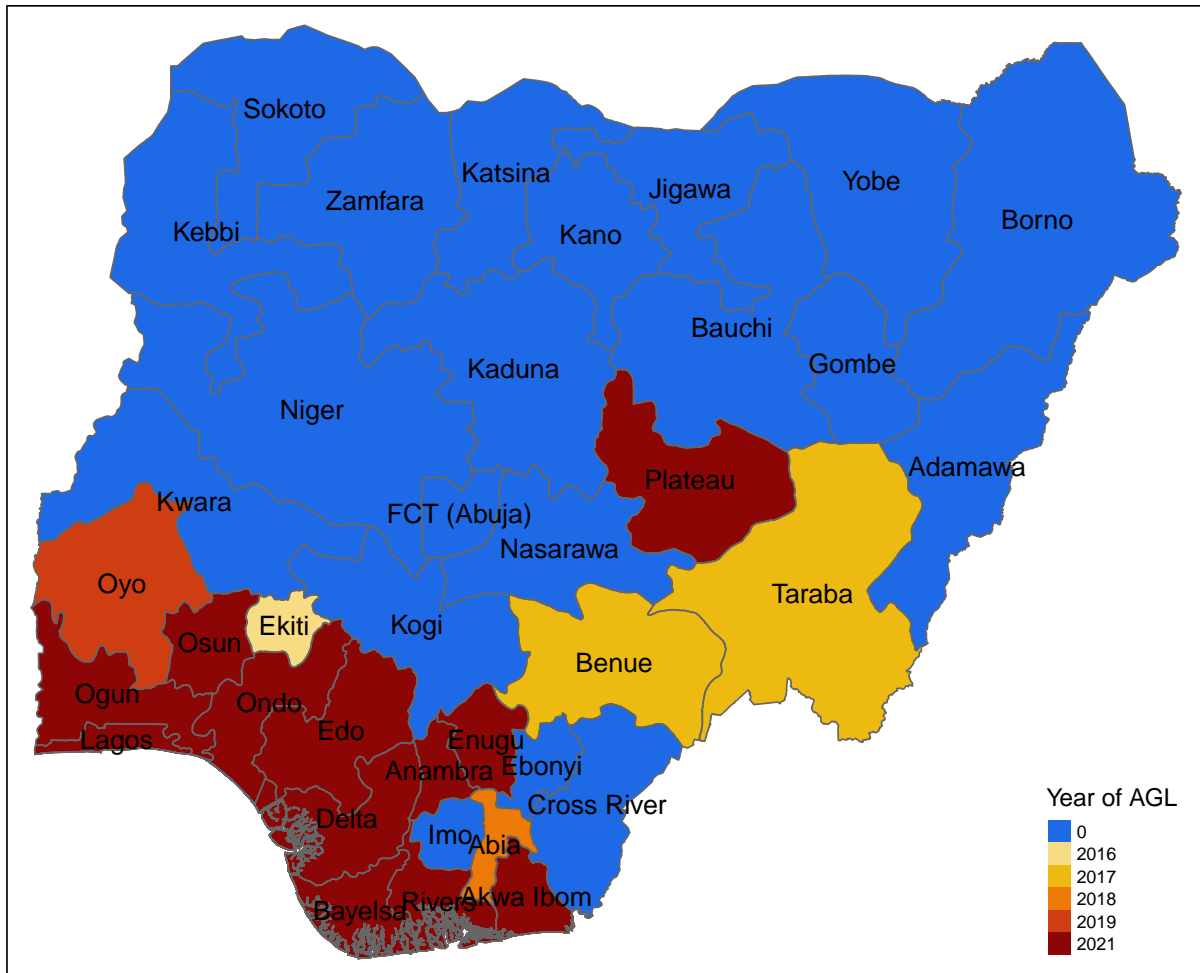 Sokoto
Katsina
Yobe
Jigawa
Zamfara
Borno
Kebbi
Kano
Bauchi
Gombe
Kaduna
Niger
Adamawa
Plateau
Kwara
FCT (Abuja)
Nasarawa
Oyo
Taraba
Ekiti
Kogi
Osun
Benue
Ogun
Ondo
Edo
Lagos
Enugu
Anambra
Ebonyi
Cross River
Delta
Imo
Abia
Bayelsa
Rivers
Akwa Ibom
Year of AGL
0
2016
2017
2018
2019
2021